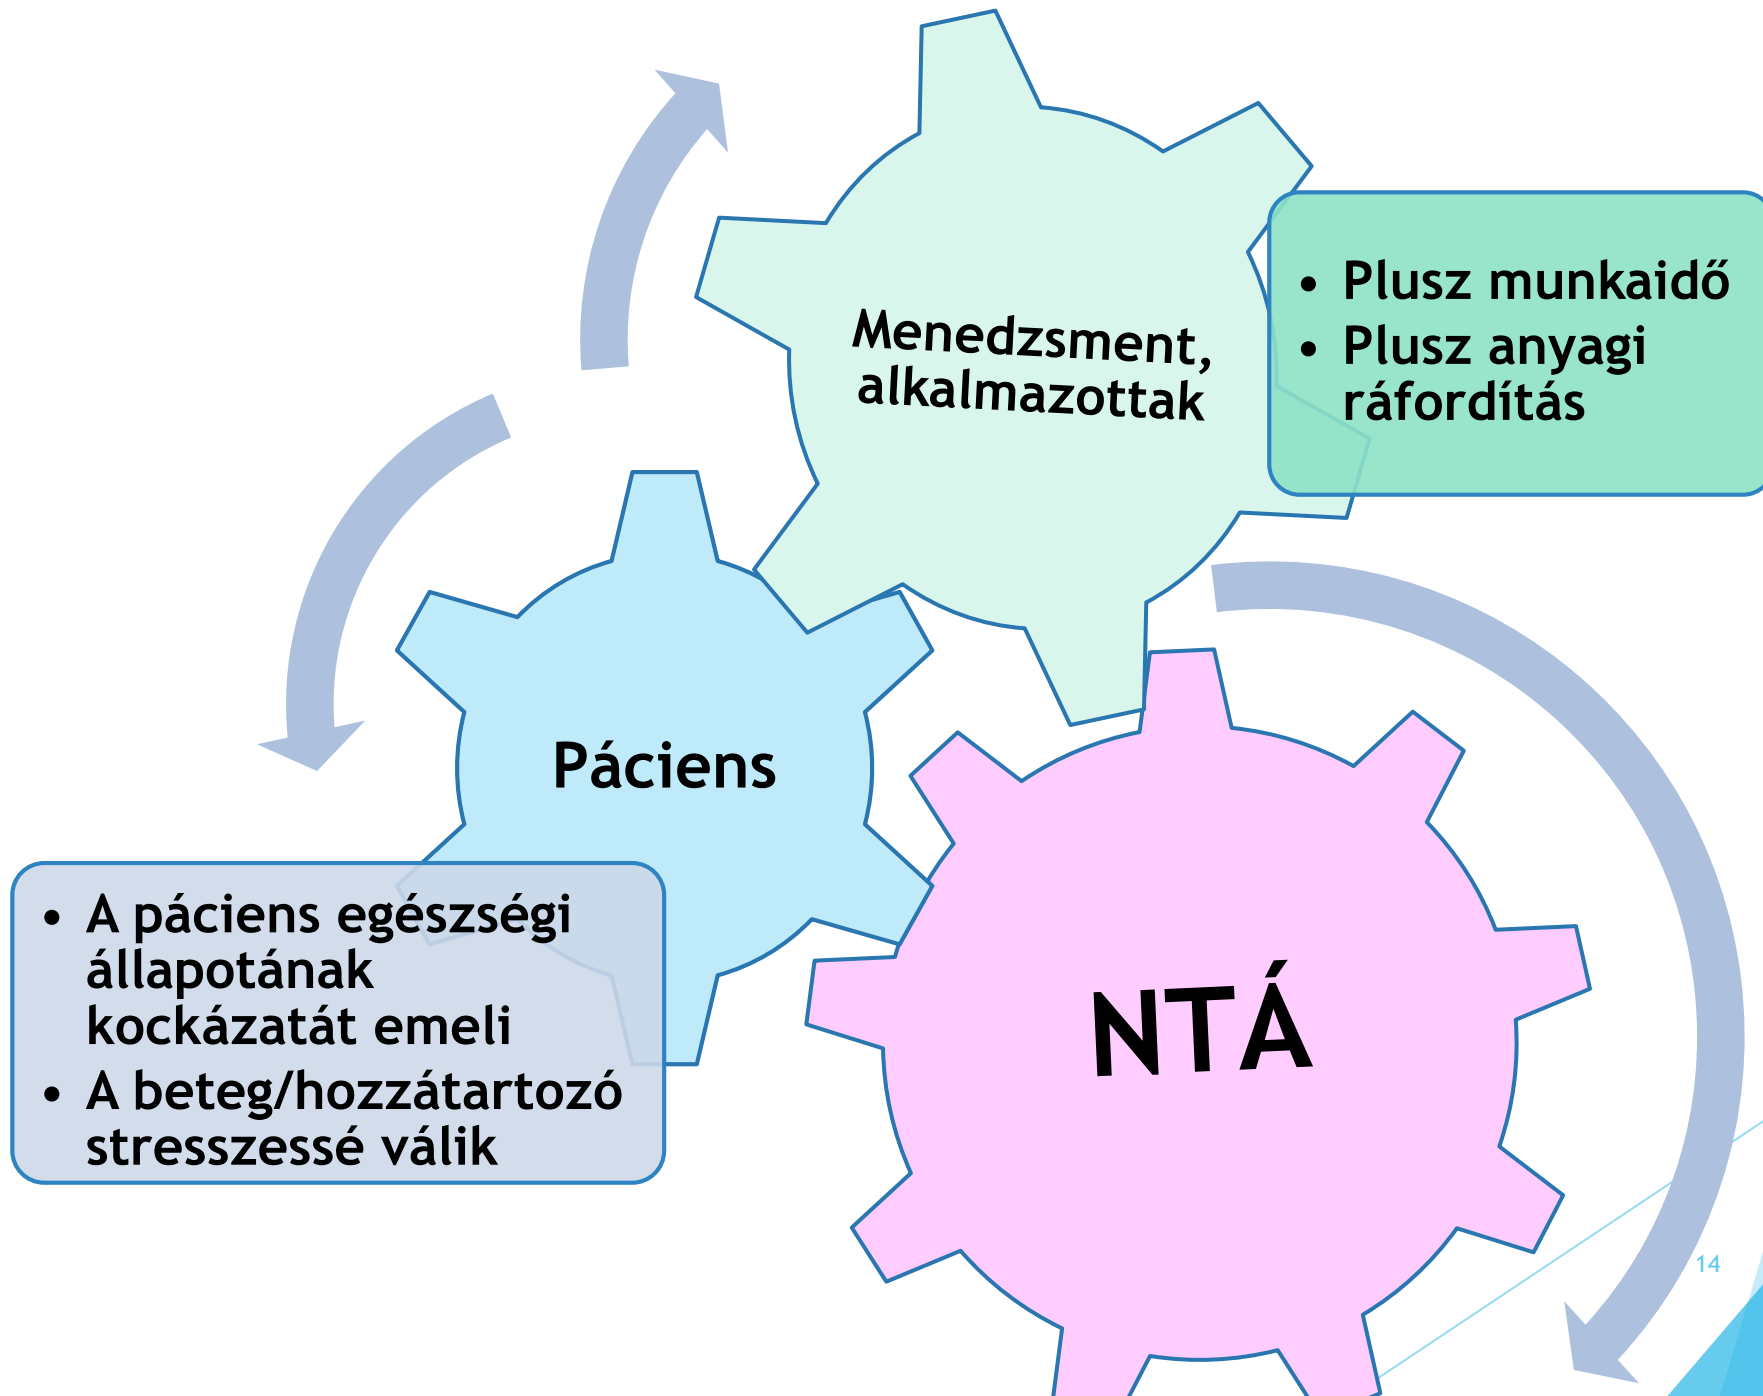 Menedzsment,
alkalmazottak
• Plusz munkaidő
• Plusz anyagi
ráfordítás
Páciens
• A páciens egészségi
állapotának
kockázatát emeli
• A beteg/hozzátartozó
stresszessé válik
NTÁ
14